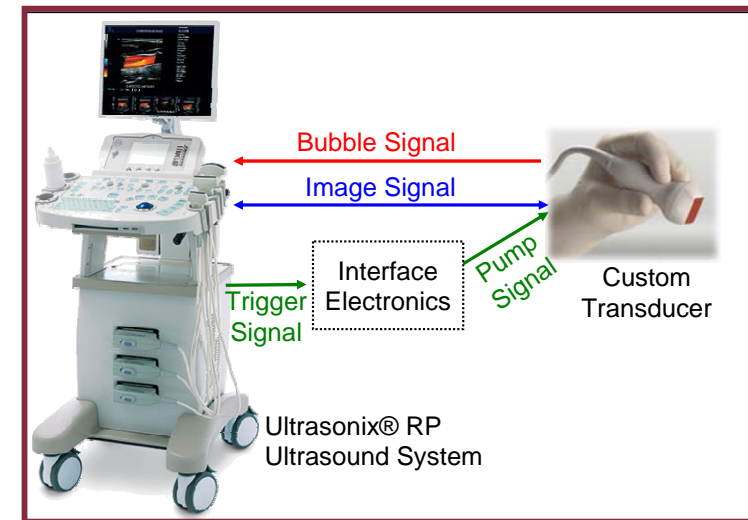 Bubble Signal
Image Signal
Interface
Electronics
Pump
Signal
Trigger
Signal
Custom
Transducer
Ultrasonix® RP
Ultrasound System